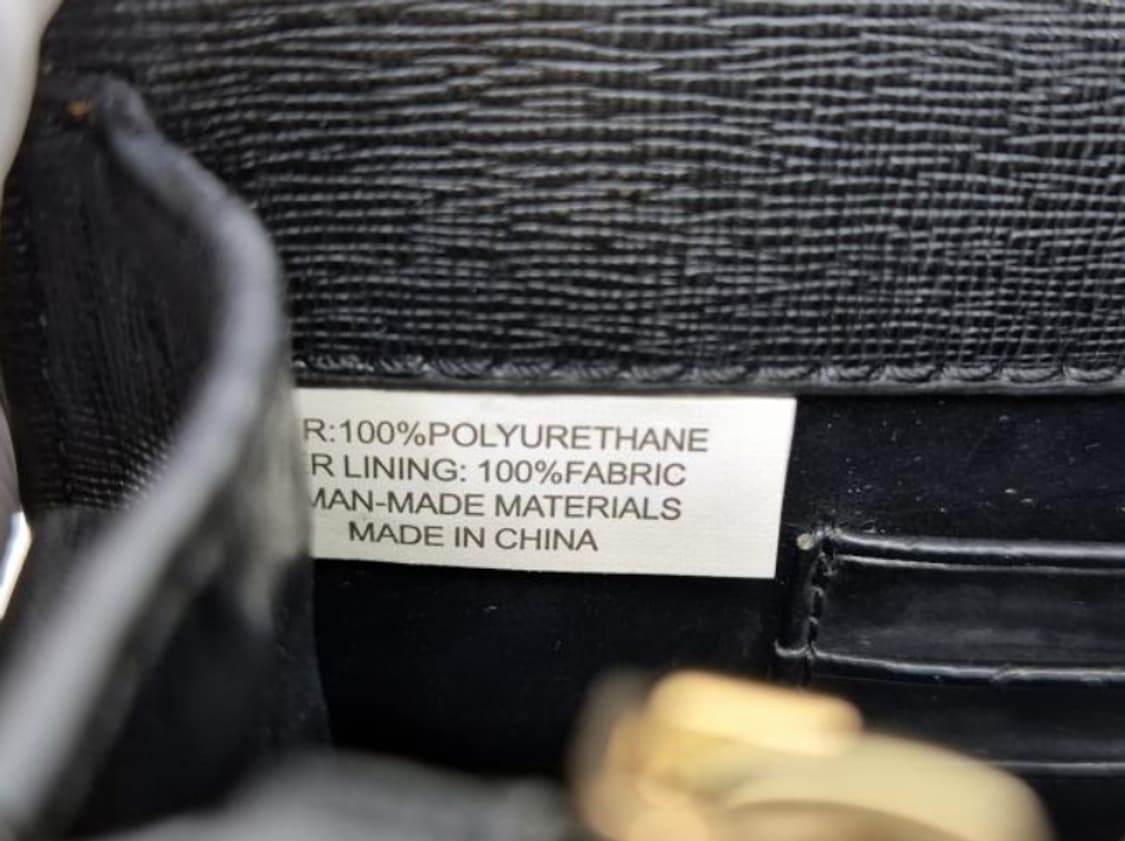 R:100%POLYURETHANE
R LINING: 100%FABRIC
MAN-MADE MATERIALS
MADE IN CHINA